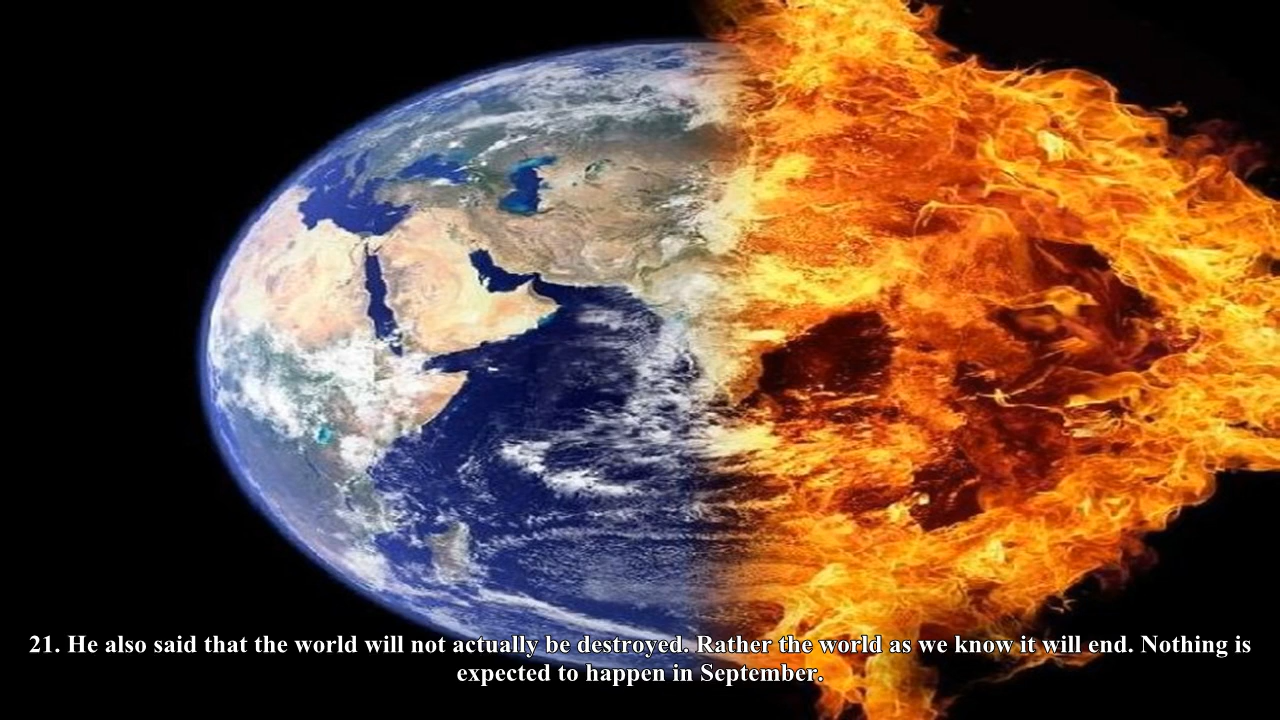 21. He also said that the world will not actually be destroyed. Rather the world as we know it will end. Nothing is
expected to happen in September.